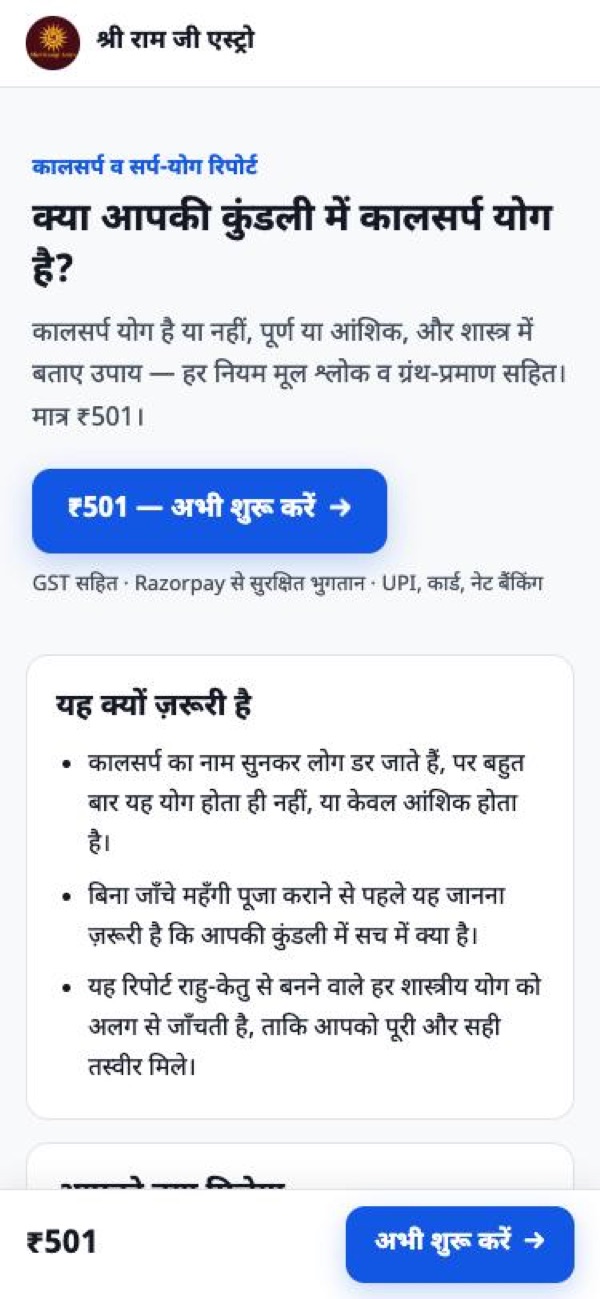 श्री राम जी एस्ट्रो
कालसर्प व सर्प-योग रिपोर्ट
क्या आपकी कुंडली में कालसर्प योग
है?
कालसर्प योग है या नहीं, पूर्ण या आंशिक, और शास्त्र में
बताए उपाय — हर नियम मूल श्लोक व ग्रंथ-प्रमाण सहित।
मात्र ₹501।
₹501 — अभी शुरू करें →
GST सहित · Razorpay से सुरक्षित भुगतान · UPI, कार्ड, नेट बैंकिंग
यह क्यों ज़रूरी है
• कालसर्प का नाम सुनकर लोग डर जाते हैं, पर बहुत
बार यह योग होता ही नहीं, या केवल आंशिक होता
है।
• बिना जाँचे महँगी पूजा कराने से पहले यह जानना
ज़रूरी है कि आपकी कुंडली में सच में क्या है।
• यह रिपोर्ट राहु-केतु से बनने वाले हर शास्त्रीय योग को
अलग से जाँचती है, ताकि आपको पूरी और सही
तस्वीर मिले।
₹501
अभी शुरू करें →